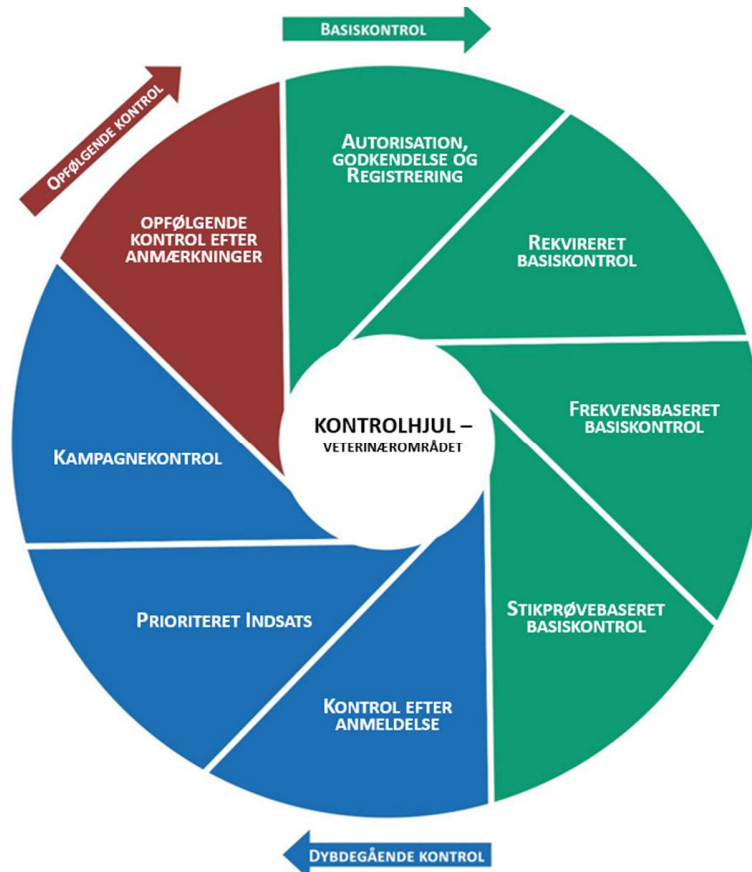 BASISKONTROL
OPFØLGENDE KONTROL
AUTORISATION,
GODKENDELSE OG
REGISTRERING
OPFØLGENDE
KONTROL EFTER
ANMÆRKNINGER
REKVIRERET
BASISKONTROL
FREKVENSBASERET
BASISKONTROL
KONTROLHJUL –
VETERINÆROMRÅDET
KAMPAGNEKONTROL
STIKPRØVEBASERET
BASISKONTROL
PRIORITERET INDSATS
KONTROL EFTER
ANMELDELSE
DYBDEGÅENDE KONTROL